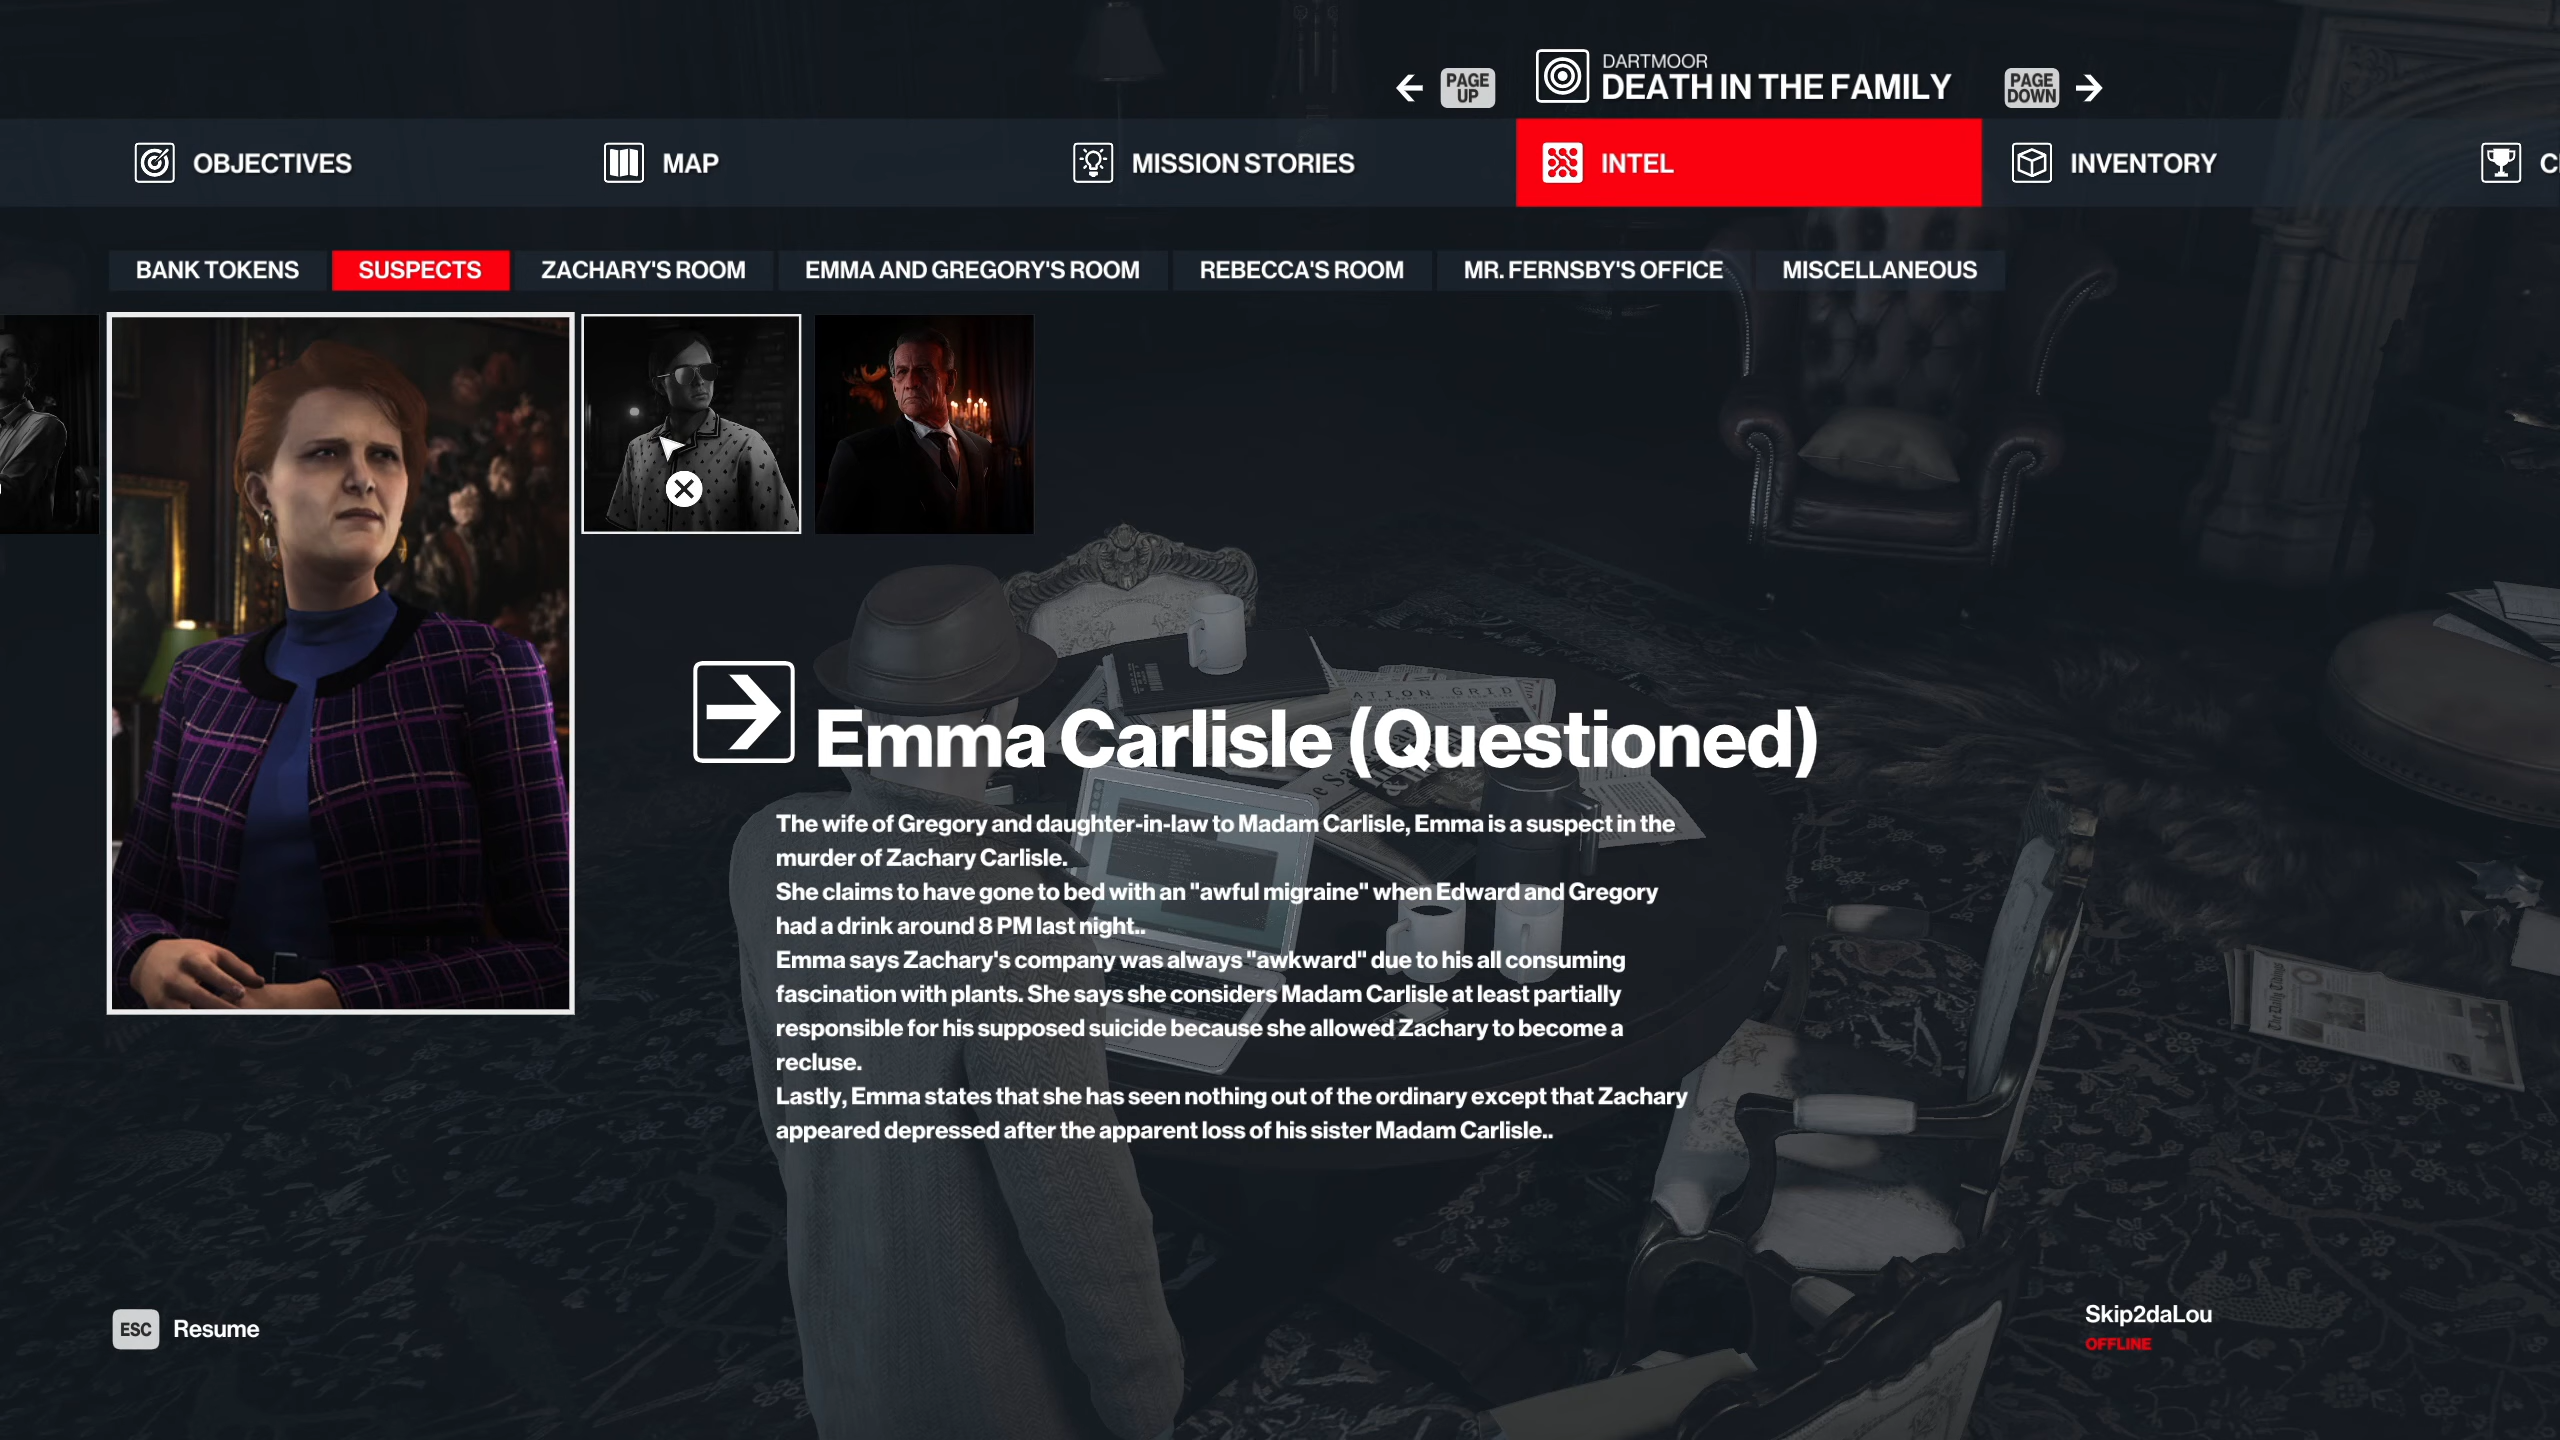 DARTMOOR
PAGE UP
DEATH IN THE FAMILY
PAGE DOWN
OBJECTIVES
MAP
MISSION STORIES
INTEL
INVENTORY
BANK TOKENS
SUSPECTS
ZACHARY'S ROOM
EMMA AND GREGORY'S ROOM
REBECCA'S ROOM
MR. FERNSBY'S OFFICE
MISCELLANEOUS
ATION GRID
Emma Carlisle (Questioned)
The wife of Gregory and daughter-in-law to Madam Carlisle, Emma is a suspect in the
murder of Zachary Carlisle.
She claims to have gone to bed with an "awful migraine" when Edward and Gregory
had a drink around 8 PM last night..
Emma says Zachary's company was always "awkward" due to his all consuming
fascination with plants. She says she considers Madam Carlisle at least partially
responsible for his supposed suicide because she allowed Zachary to become a
recluse.
Lastly, Emma states that she has seen nothing out of the ordinary except that Zachary
appeared depressed after the apparent loss of his sister Madam Carlisle..
The Daily Times
ESC Resume
Skip2daLou
OFFLINE